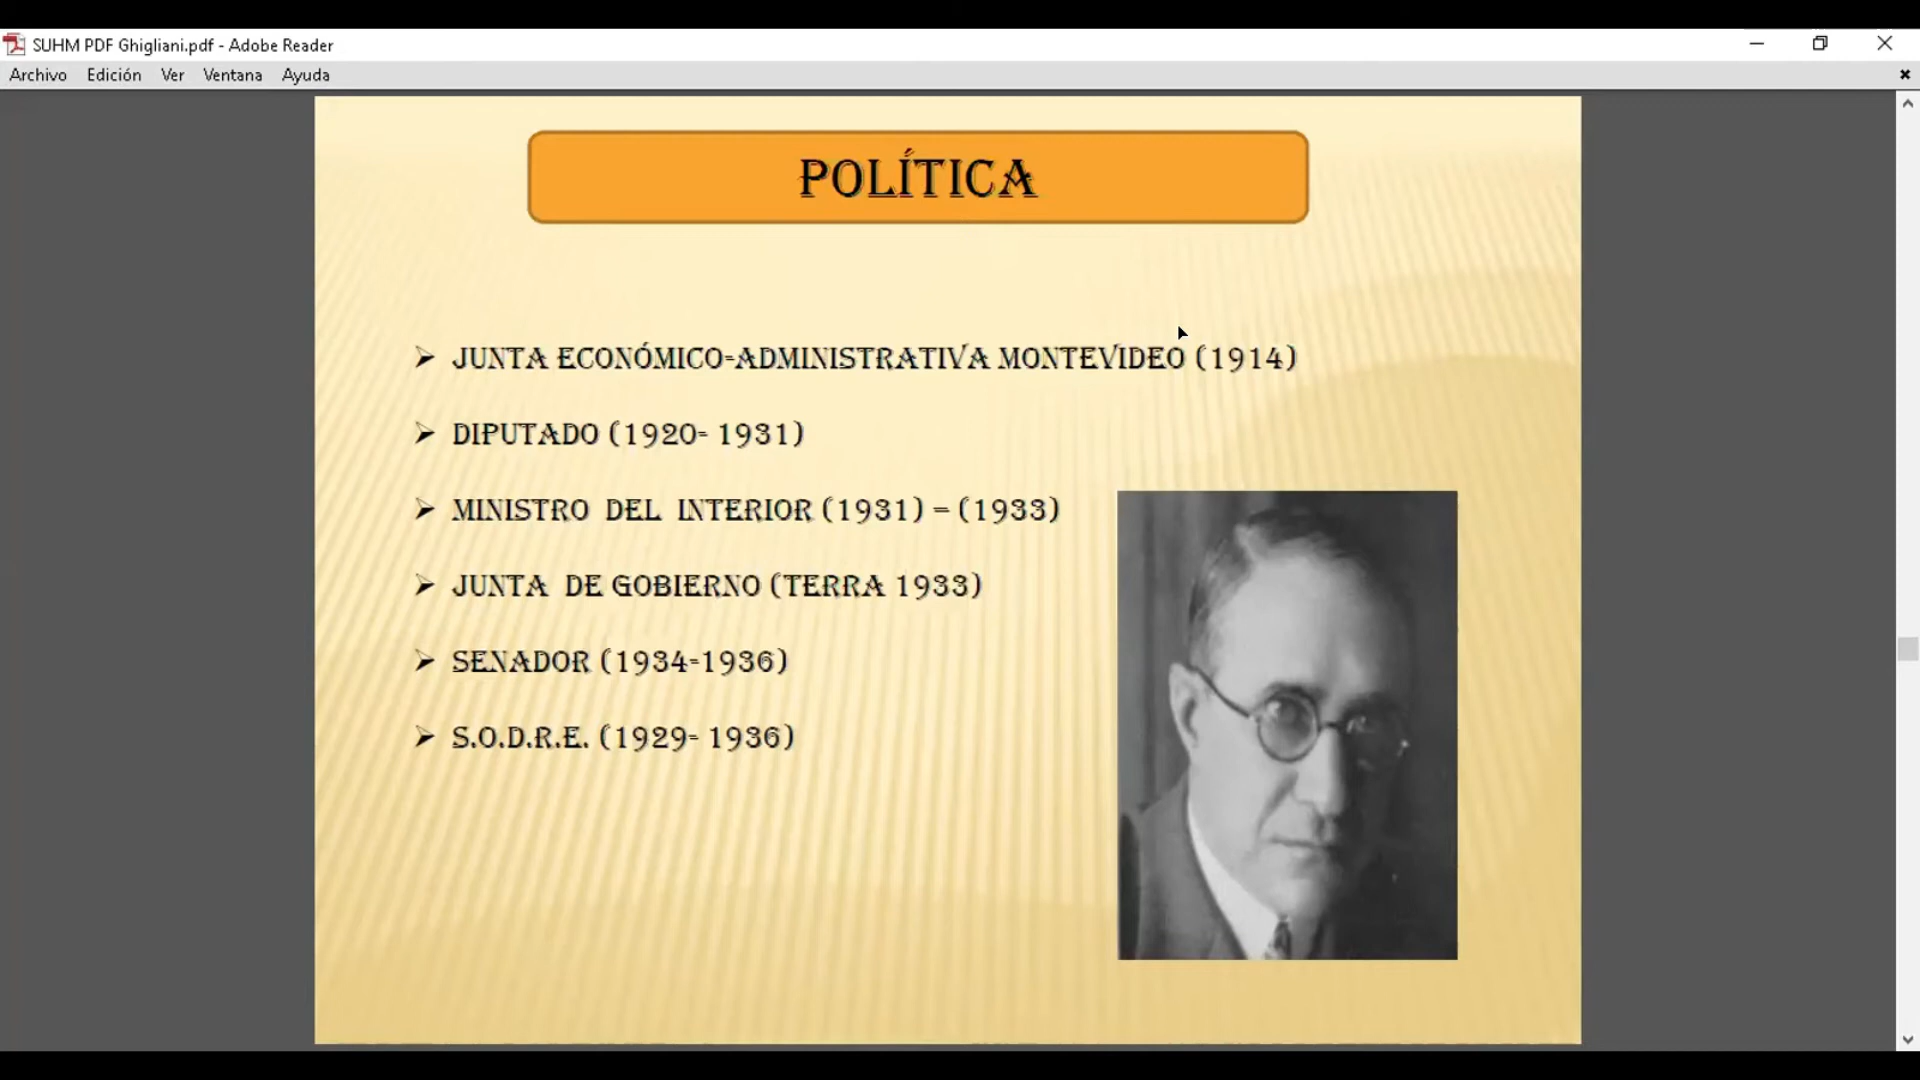 SUHM PDF Ghigliani.pdf - Adobe Reader
Archivo Edición Ver Ventana Ayuda
POLÍTICA
JUNTA ECONÓMICO-ADMINISTRATIVA MONTEVIDEO (1914)
DIPUTADO (1920- 1931)
MINISTRO DEL INTERIOR (1931) – (1933)
JUNTA DE GOBIERNO (TERRA 1933)
SENADOR (1934-1936)
S.O.D.R.E. (1929- 1936)